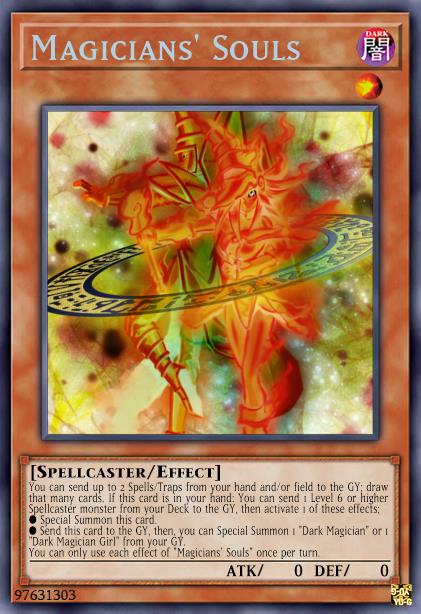 Magicians' Souls
DARK
闇
[Spellcaster/Effect]
You can send up to 2 Spells/Traps from your hand and/or field to the GY; draw
that many cards. If this card is in your hand: You can send 1 Level 6 or higher
Spellcaster monster from your Deck to the GY, then activate 1 of these effects;
● Special Summon this card.
● Send this card to the GY, then, you can Special Summon 1 "Dark Magician" or 1
"Dark Magician Girl" from your GY.
You can only use each effect of "Magicians' Souls" once per turn.
ATK/ 0 DEF/ 0
97631303